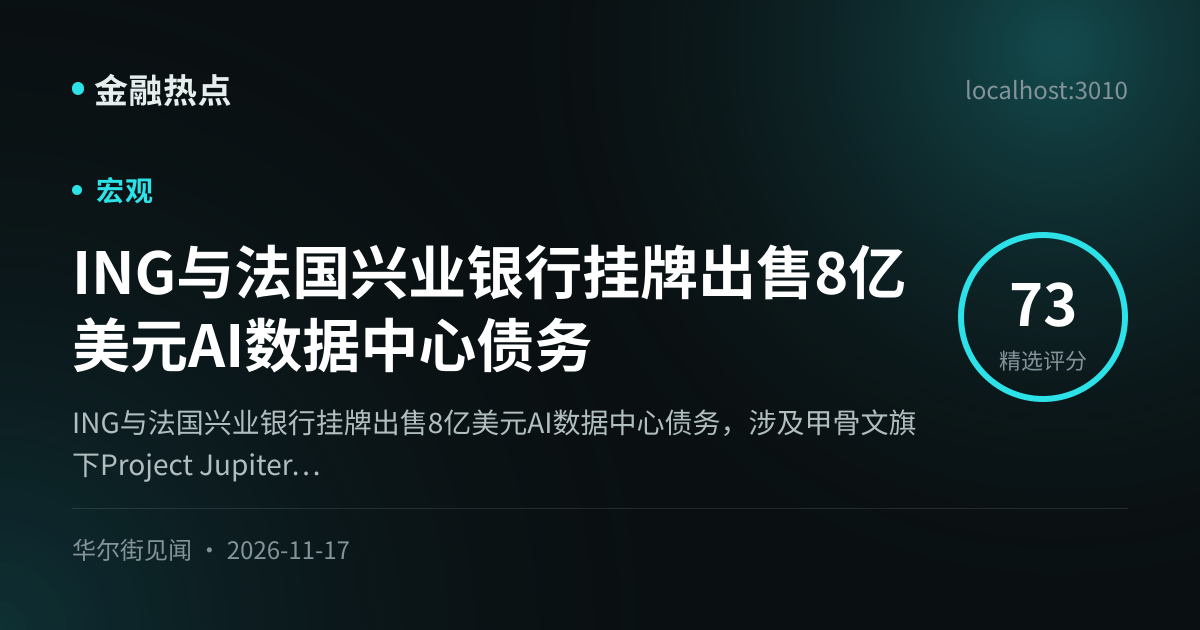 金融热点
localhost:3010
宏观
ING与法国兴业银行挂牌出售8亿
美元AI数据中心债务
73
精选评分
ING与法国兴业银行挂牌出售8亿美元AI数据中心债务，涉及甲骨文旗
下Project Jupiter…
华尔街见闻 · 2026-11-17